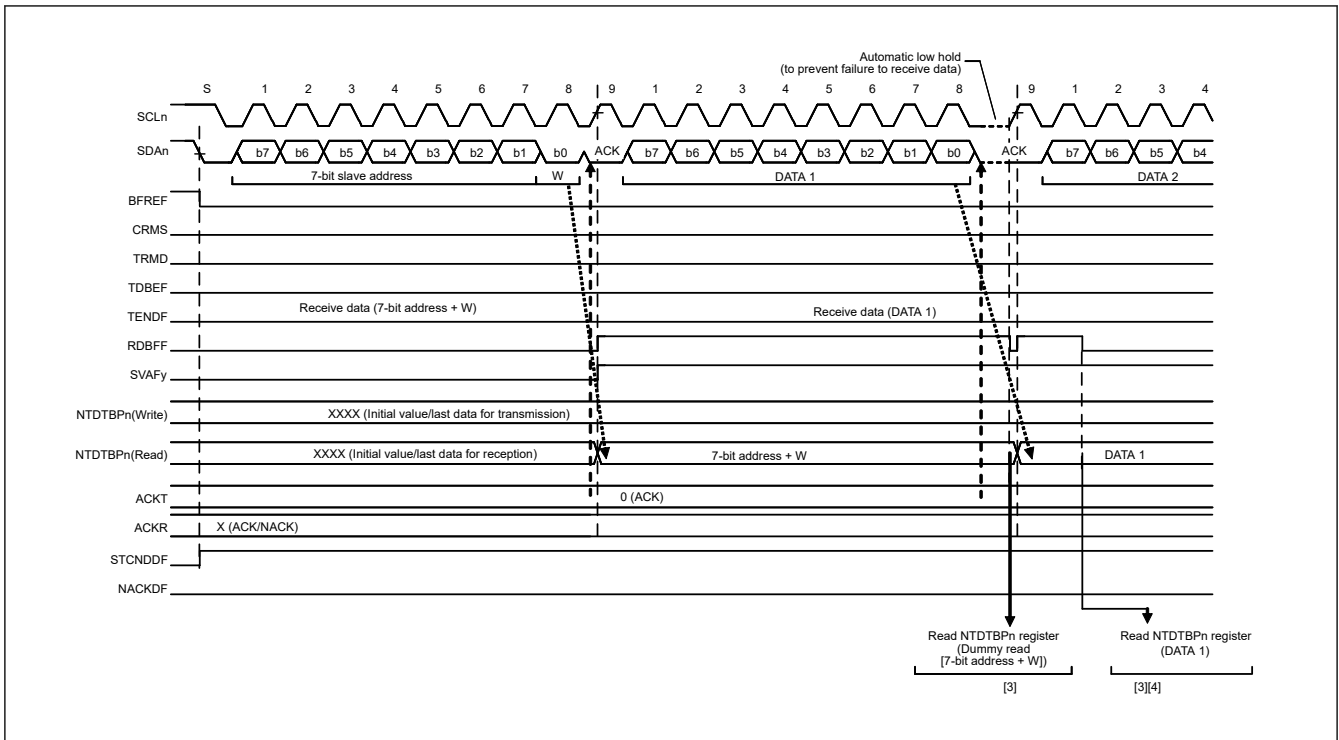 Automatic low hold
(to prevent failure to receive data)
S 1 2 3 4 5 6 7 8 9 1 2 3 4 5 6 7 8 9 1 2 3 4
SCLn
SDAn b7 b6 b5 b4 b3 b2 b1 b0 ACK b7 b6 b5 b4 b3 b2 b1 b0 ACK b7 b6 b5 b4
7-bit slave address W DATA 1 DATA 2
BFREF
CRMS
TRMD
TDBEF
Receive data (7-bit address + W) Receive data (DATA 1)
TENDF
RDBFF
SVAFy
NTDTBPn(Write) XXXX (Initial value/last data for transmission)
NTDTBPn(Read) XXXX (Initial value/last data for reception) 7-bit address + W DATA 1
ACKT 0 (ACK)
ACKR X (ACK/NACK)
STCNDDF
NACKDF
Read NTDTBPn register
(Dummy read
[7-bit address + W])
[3]
Read NTDTBPn register
(DATA 1)
[3][4]